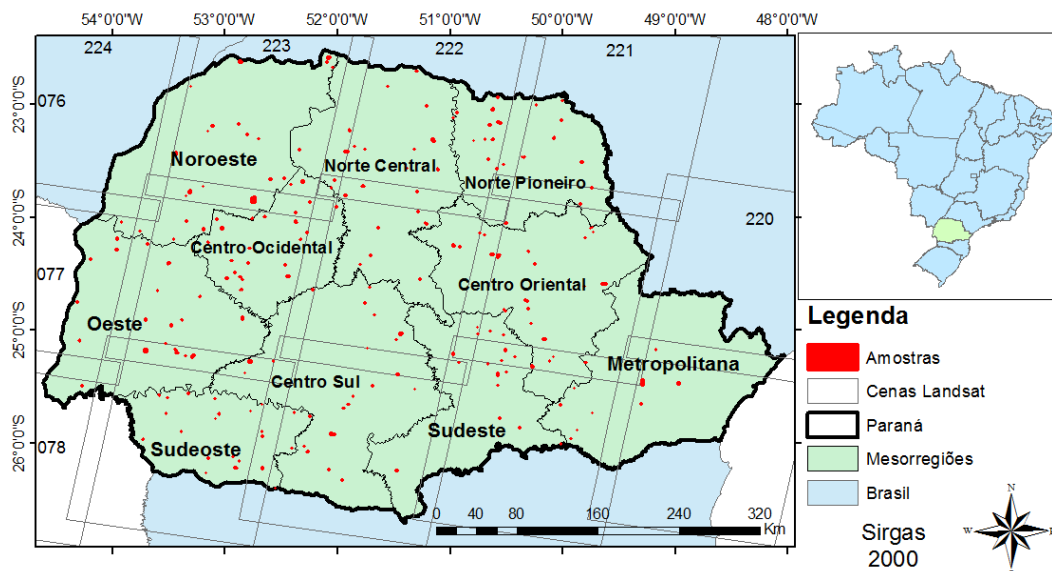 54°0'0"W 53°0'0"W 52°0'0"W 51°0'0"W 50°0'0"W 49°0'0"W 48°0'0"W
224 223 222 221
076
23°0'0"S
Noroeste
Norte Central
Norte Pioneiro
24°0'0"S
220
Centro Ocidental
077
Centro Oriental
25°0'0"S
Oeste
Metropolitana
Centro Sul
26°0'0"S
078
Sudoeste
Sudeste
0 20 40 80 160 240 320
Km
Legenda
Amostras
Cenas Landsat
Paraná
Mesorregiões
Brasil
Sirgas
2000
N
W
E
S